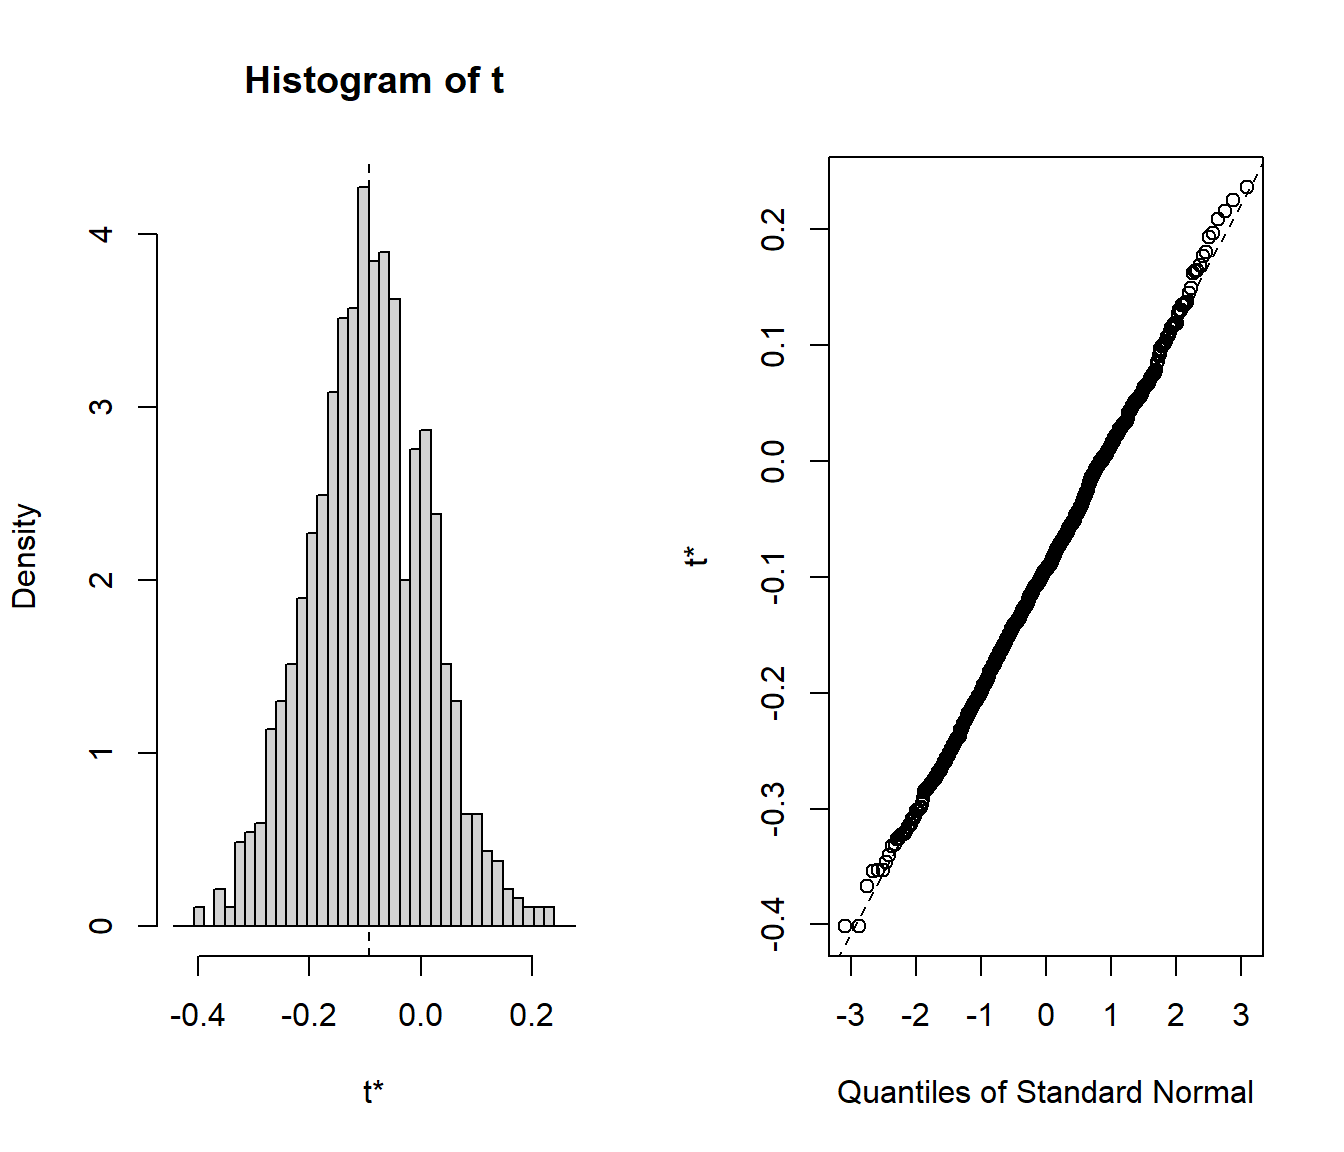 Histogram of t
Density
0 1 2 3 4
-0.4 -0.2 0.0 0.2
t*
t*
-0.4 -0.3 -0.2 -0.1 0.0 0.1 0.2
-3 -2 -1 0 1 2 3
Quantiles of Standard Normal